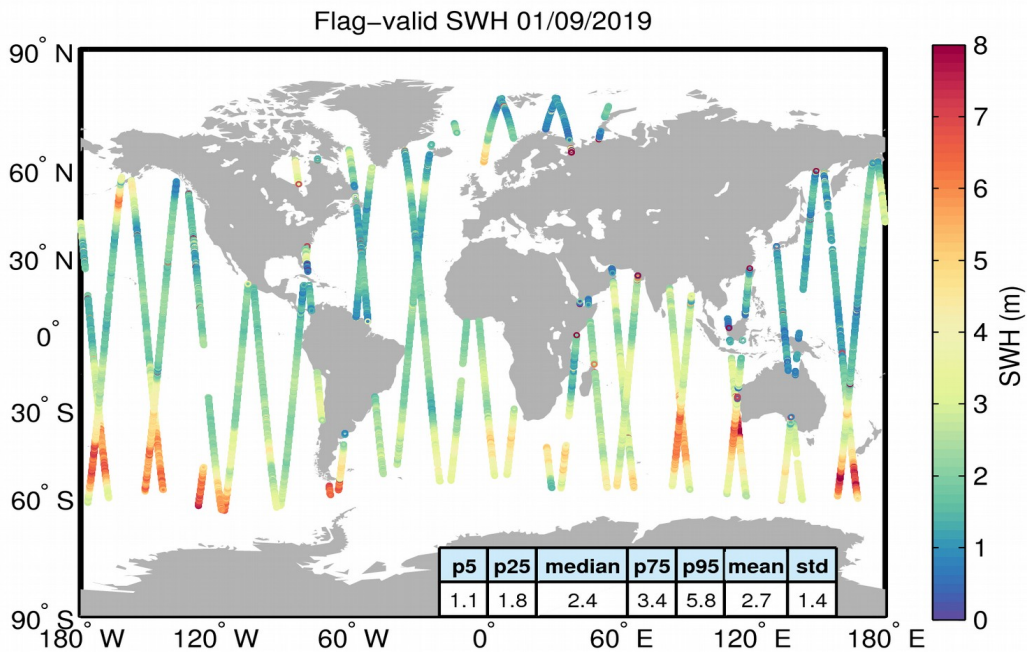 Flag−valid SWH 01/09/2019
90° N
60° N
30° N
0°
30° S
60° S
90° S
180° W
120° W
60° W
0°
60° E
120° E
180° E
p5 p25 median p75 p95 mean std
1.1 1.8 2.4 3.4 5.8 2.7 1.4
8
7
6
5
4
3
2
1
0
SWH (m)